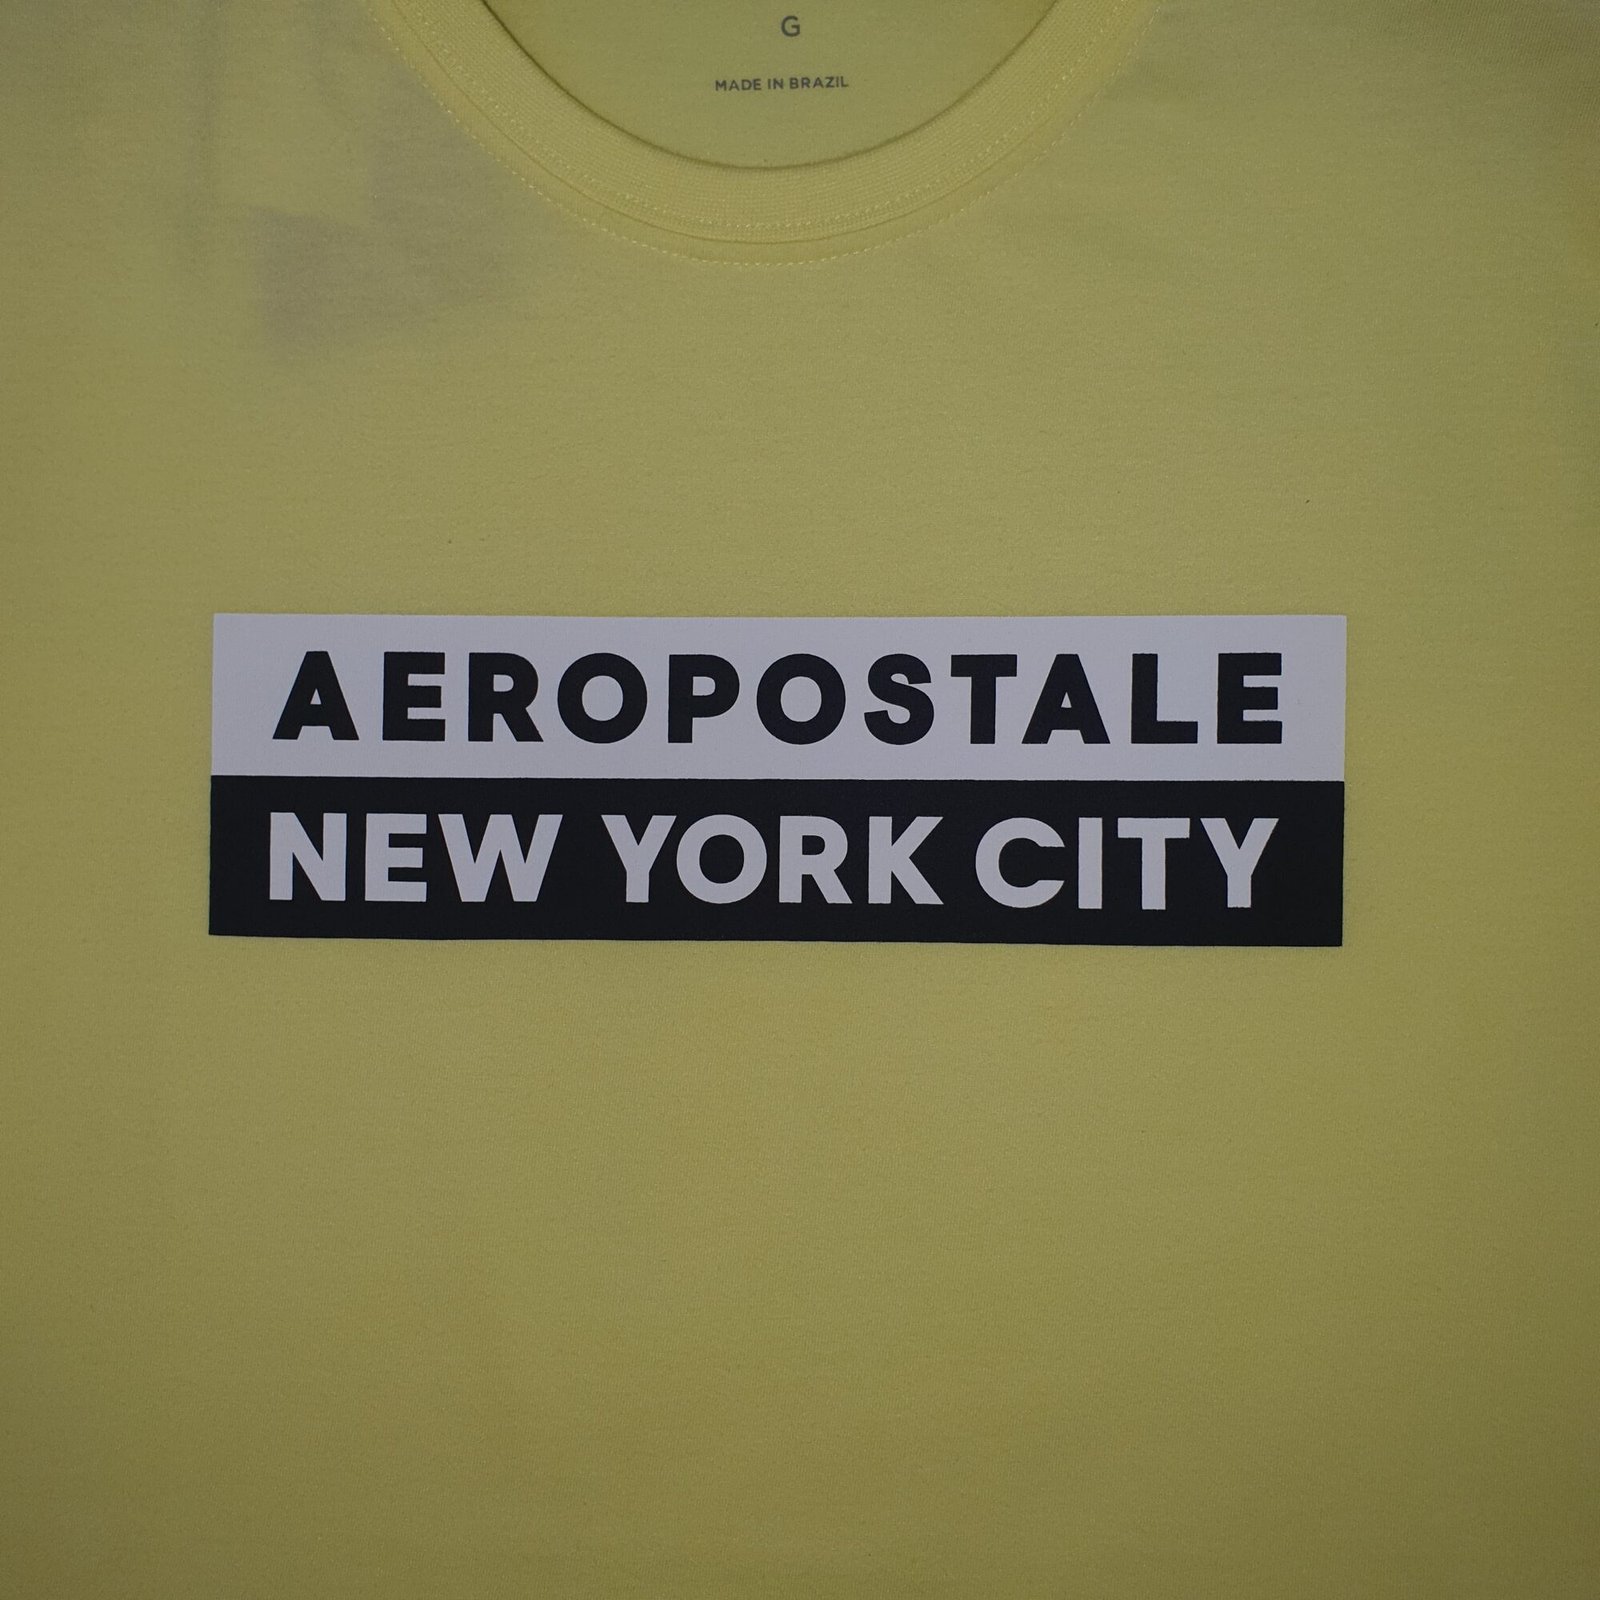 G
MADE IN BRAZIL
AEROPOSTALE
NEW YORK CITY